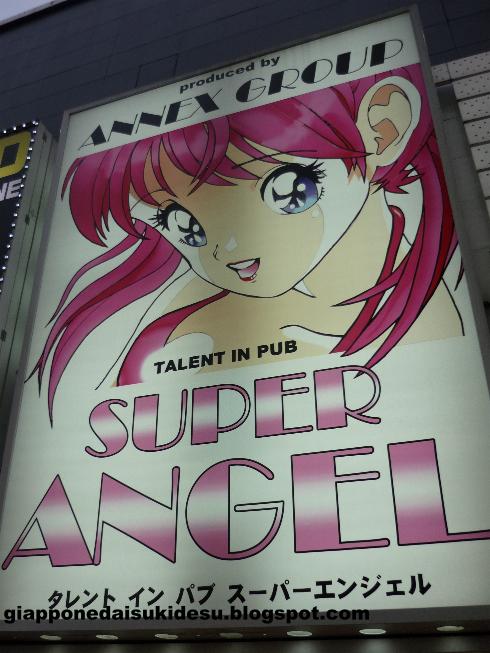 produced by
ANNEX GROUP
TALENT IN PUB
SUPER
ANGEL
タレント イン パブ スーパーエンジェル
giapponedaisukidesu.blogspot.com